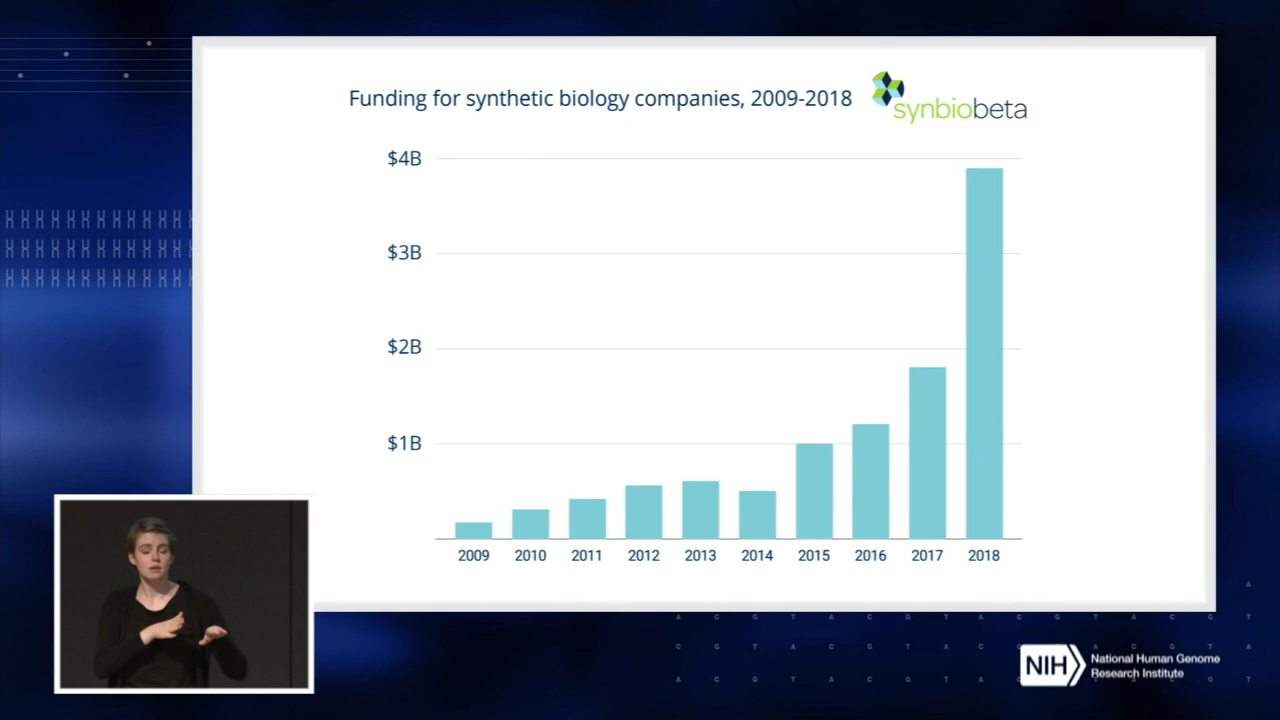 Funding for synthetic biology companies, 2009-2018
synbiobeta
$4B
$3B
$2B
$1B
2009 2010 2011 2012 2013 2014 2015 2016 2017 2018
A C G T A C G T A C G T A C G T
C G T A C G T A C
A C G T A C G T A C G T A C G T
NIH
National Human Genome
Research Institute